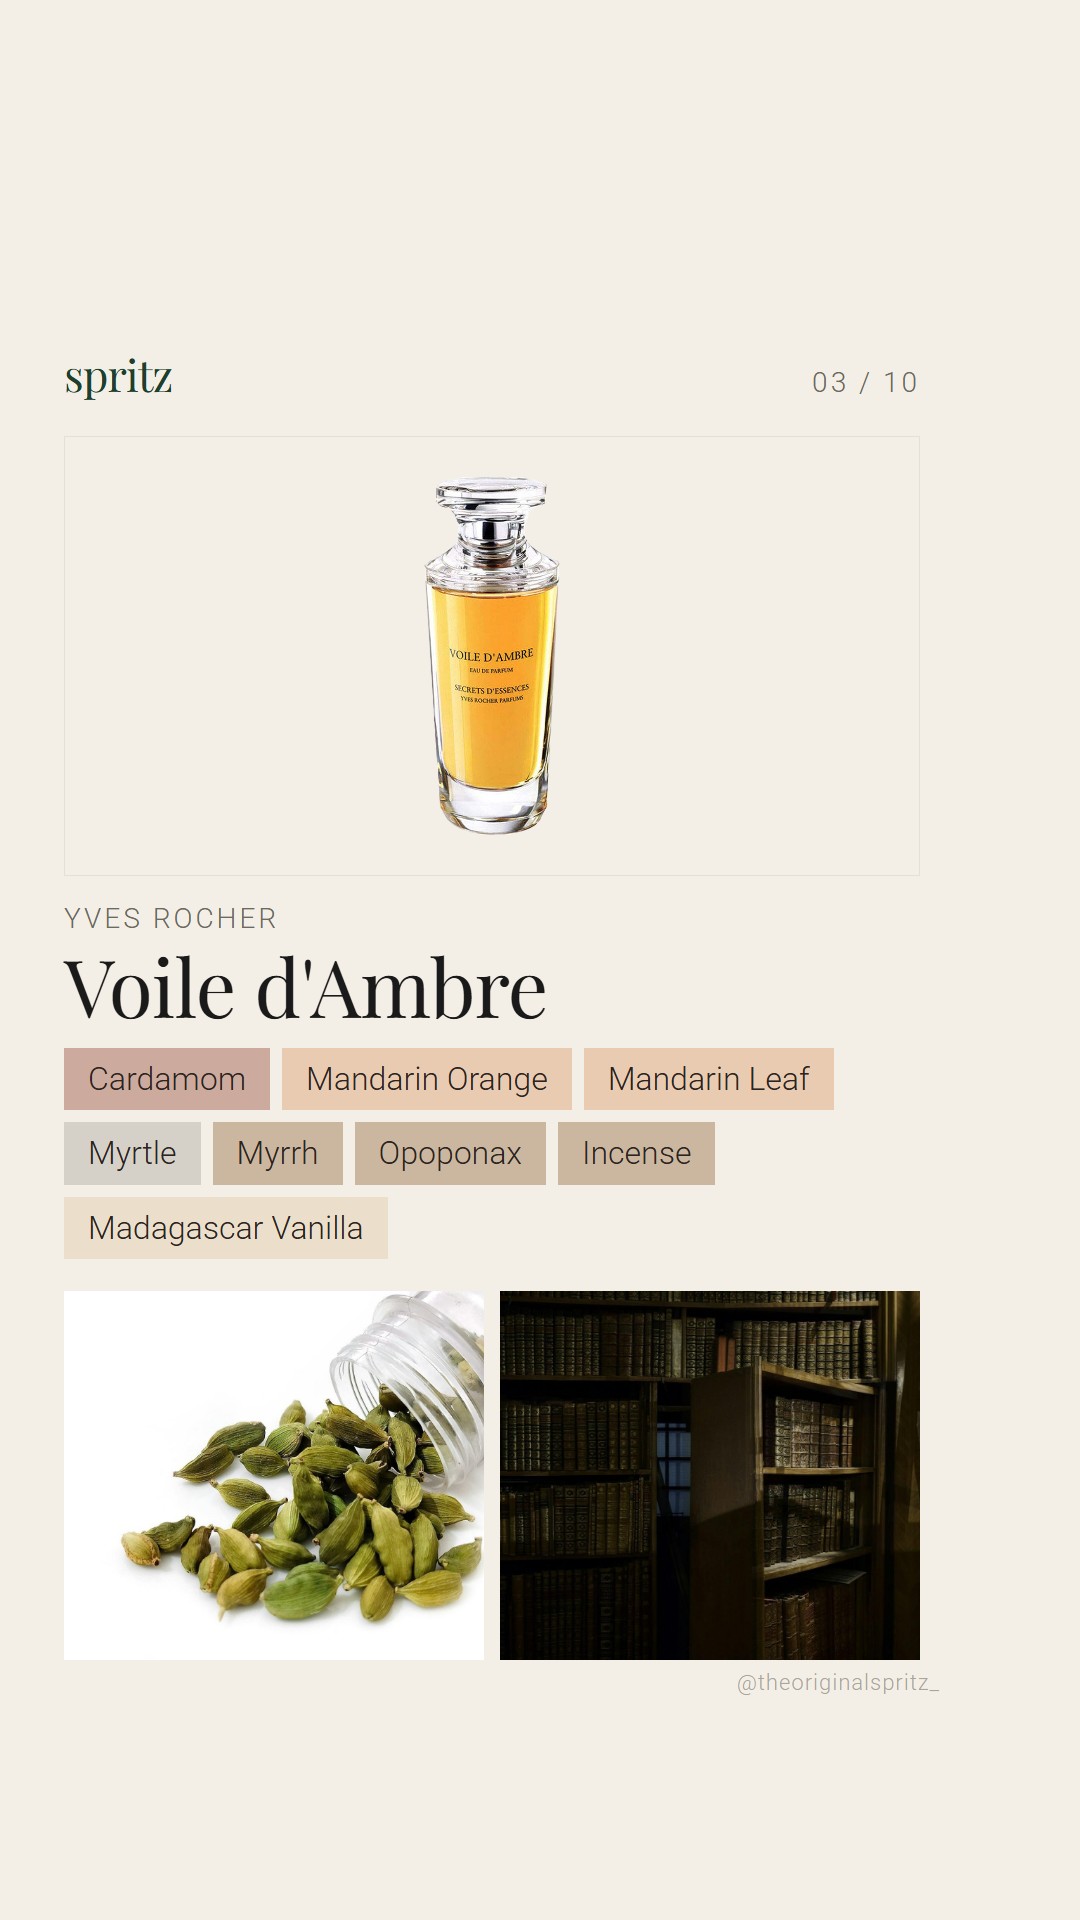 spritz
03 / 10
VOILE D'AMBRE
EAU DE PARFUM
SECRETS D'ESSENCES
YVES ROCHER PARFUMS
YVES ROCHER
Voile d'Ambre
Cardamom Mandarin Orange Mandarin Leaf
Myrtle Myrrh Opoponax Incense
Madagascar Vanilla
@theoriginalspritz_